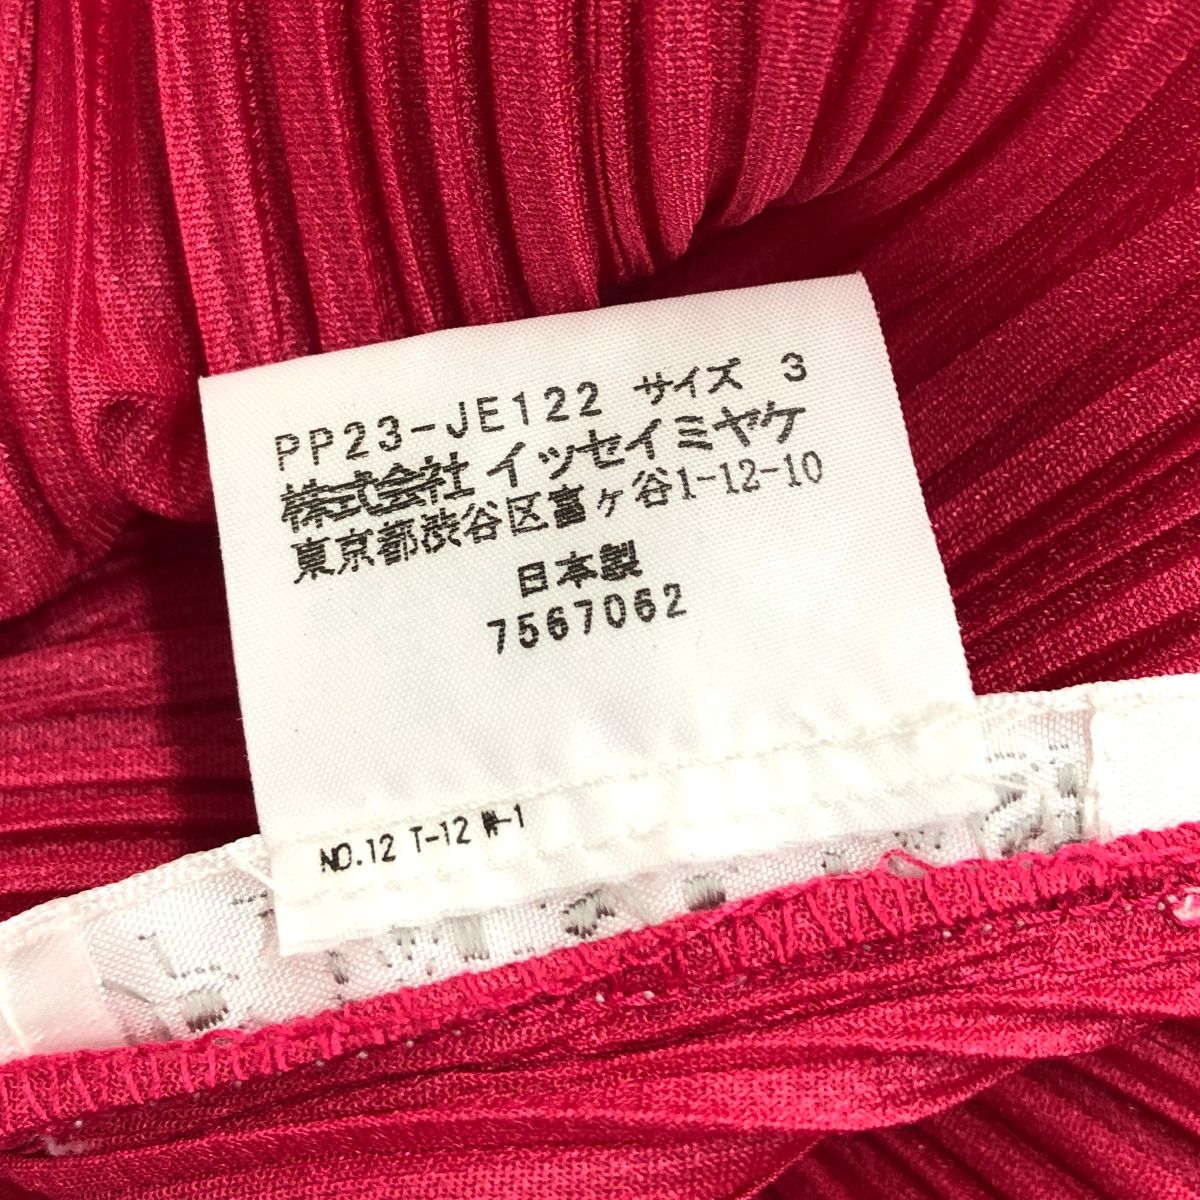 PP23-JE122 サイズ 3
株式会社 イッセイミヤケ
東京都渋谷区富ヶ谷1-12-10
日本製
7567062
NO.12 T-12 W-1